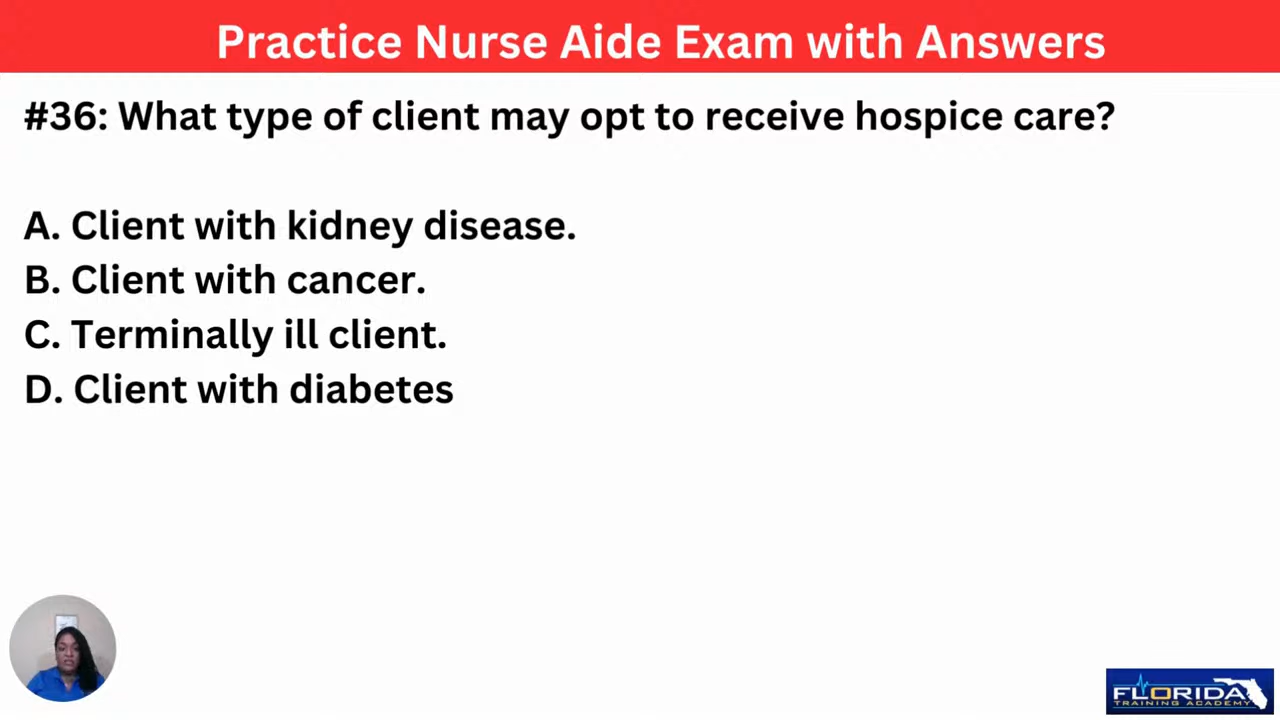 Practice Nurse Aide Exam with Answers
#36: What type of client may opt to receive hospice care?
A. Client with kidney disease.
B. Client with cancer.
C. Terminally ill client.
D. Client with diabetes
FLORIDA
TRAINING ACADEMY